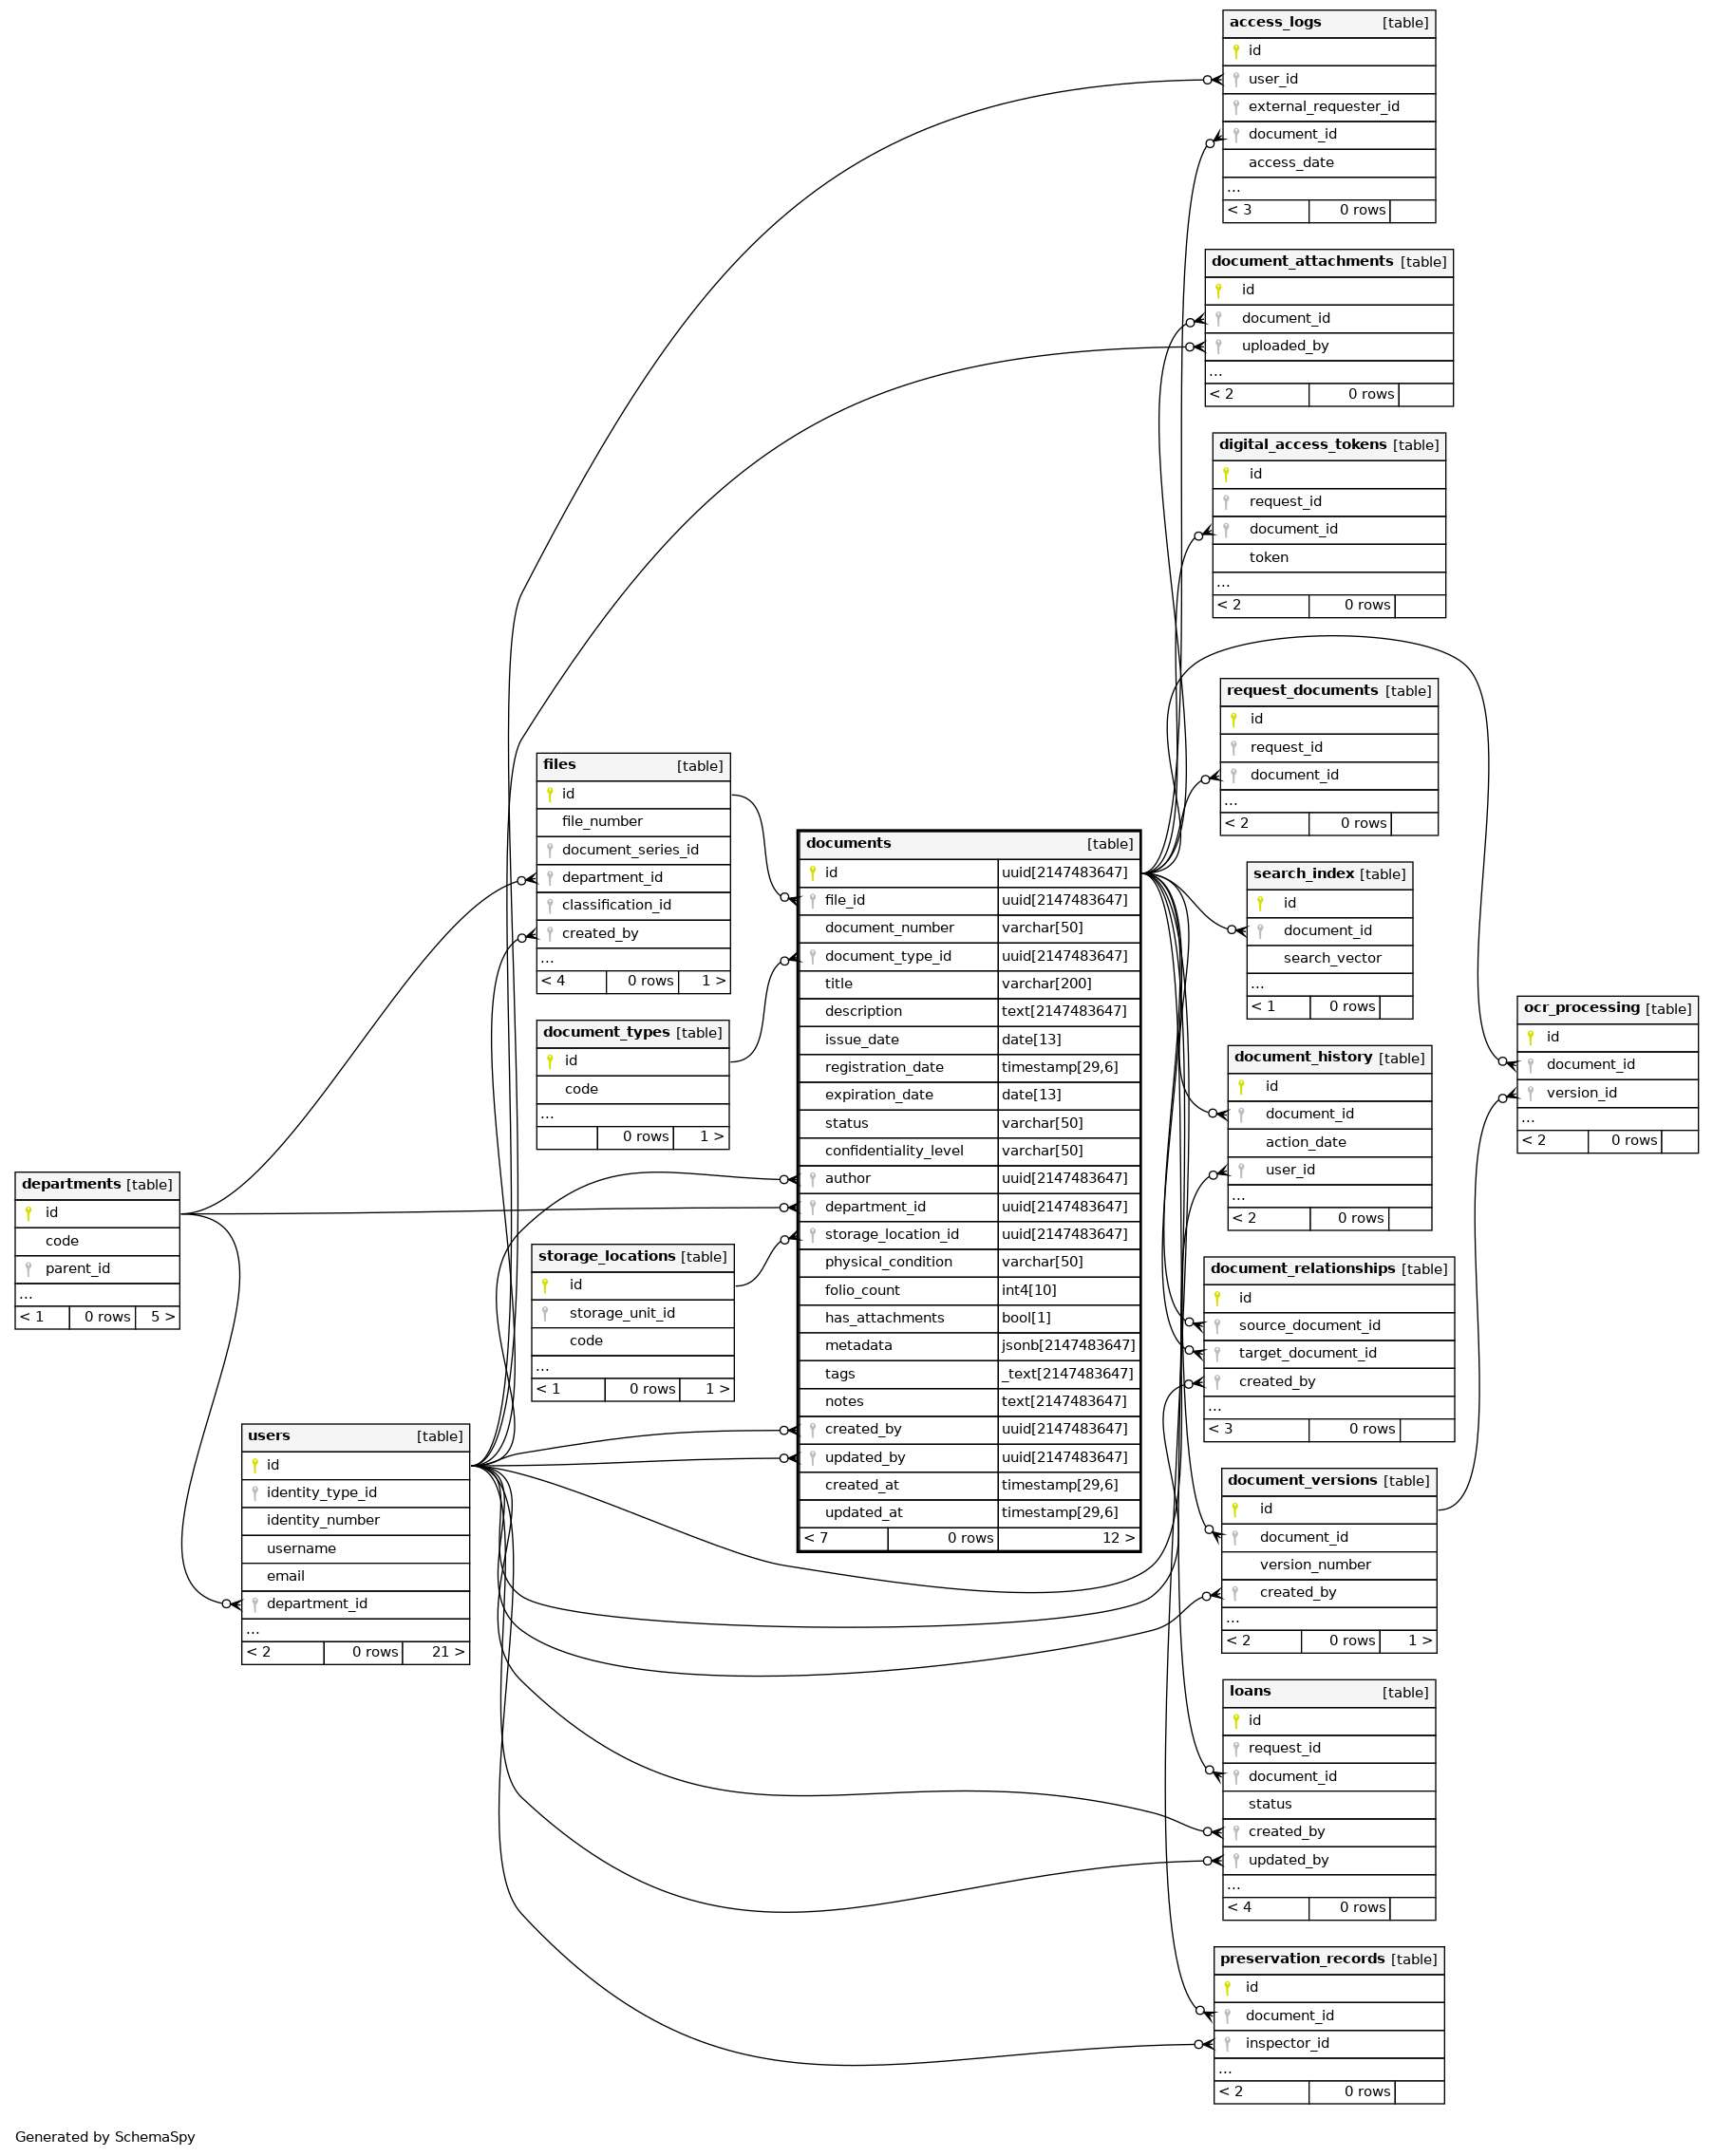 access_logs [table]
id
user_id
external_requester_id
document_id
access_date
...
< 3 0 rows
document_attachments [table]
id
document_id
uploaded_by
...
< 2 0 rows
digital_access_tokens [table]
id
request_id
document_id
token
...
< 2 0 rows
request_documents [table]
id
request_id
document_id
...
< 2 0 rows
files [table]
id
file_number
document_series_id
department_id
classification_id
created_by
...
< 4 0 rows 1 >
document_types [table]
id
code
...
0 rows 1 >
documents [table]
id uuid[2147483647]
file_id uuid[2147483647]
document_number varchar[50]
document_type_id uuid[2147483647]
title varchar[200]
description text[2147483647]
issue_date date[13]
registration_date timestamp[29,6]
expiration_date date[13]
status varchar[50]
confidentiality_level varchar[50]
author uuid[2147483647]
department_id uuid[2147483647]
storage_location_id uuid[2147483647]
physical_condition varchar[50]
folio_count int4[10]
has_attachments bool[1]
metadata jsonb[2147483647]
tags _text[2147483647]
notes text[2147483647]
created_by uuid[2147483647]
updated_by uuid[2147483647]
created_at timestamp[29,6]
updated_at timestamp[29,6]
< 7 0 rows 12 >
search_index [table]
id
document_id
search_vector
...
< 1 0 rows
ocr_processing [table]
id
document_id
version_id
...
< 2 0 rows
document_history [table]
id
document_id
action_date
user_id
...
< 2 0 rows
departments [table]
id
code
parent_id
...
< 1 0 rows 5 >
storage_locations [table]
id
storage_unit_id
code
...
< 1 0 rows 1 >
document_relationships [table]
id
source_document_id
target_document_id
created_by
...
< 3 0 rows
users [table]
id
identity_type_id
identity_number
username
email
department_id
...
< 2 0 rows 21 >
document_versions [table]
id
document_id
version_number
created_by
...
< 2 0 rows 1 >
loans [table]
id
request_id
document_id
status
created_by
updated_by
...
< 4 0 rows
preservation_records [table]
id
document_id
inspector_id
...
< 2 0 rows
Generated by SchemaSpy